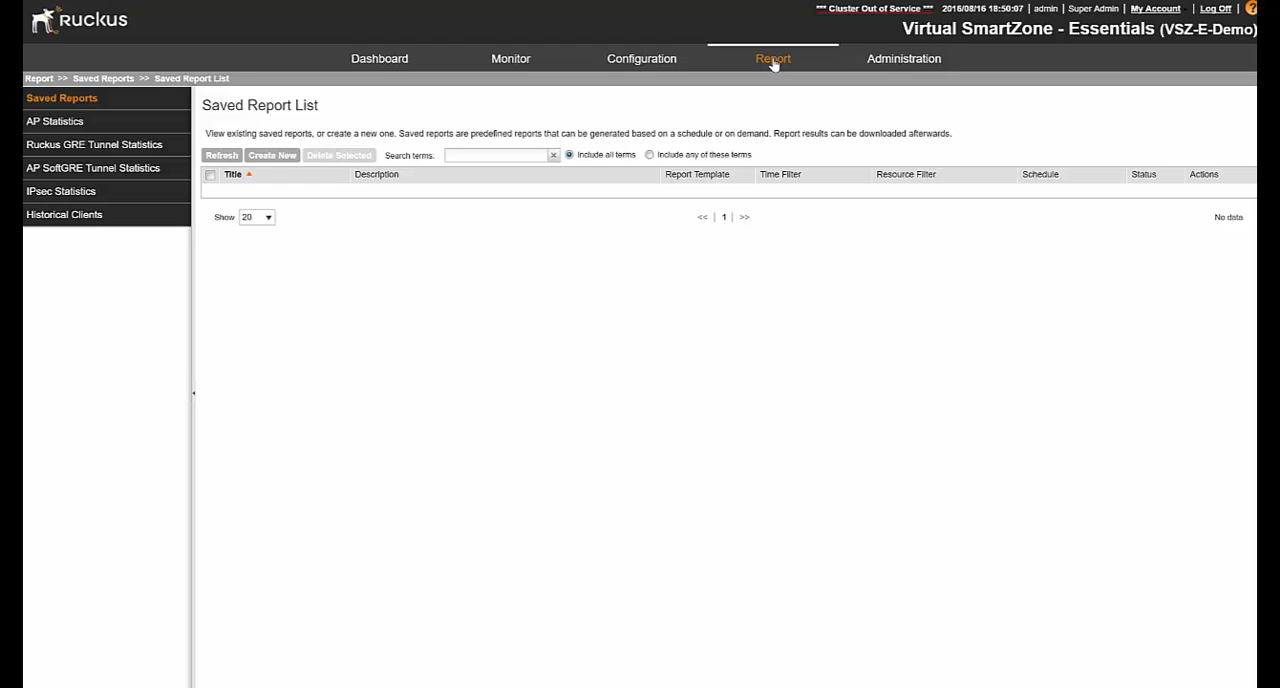 Ruckus
*** Cluster Out of Service *** 2016/08/16 18:50:07 | admin | Super Admin | My Account | Log Off | ?
Virtual SmartZone - Essentials (VSZ-E-Demo)
Dashboard Monitor Configuration Report Administration
Report >> Saved Reports >> Saved Report List
Saved Reports
AP Statistics
Ruckus GRE Tunnel Statistics
AP SoftGRE Tunnel Statistics
IPsec Statistics
Historical Clients
Saved Report List
View existing saved reports, or create a new one. Saved reports are predefined reports that can be generated based on a schedule or on demand. Report results can be downloaded afterwards.
Refresh Create New Delete Selected Search terms: x Include all terms Include any of these terms
Title Description Report Template Time Filter Resource Filter Schedule Status Actions
Show 20 << | 1 | >> No data